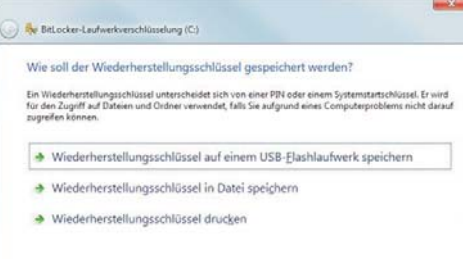 BitLocker-Laufwerkverschlüsselung (C:)
Wie soll der Wiederherstellungsschlüssel gespeichert werden?
Ein Wiederherstellungsschlüssel unterscheidet sich von einer PIN oder einem Systemstartschlüssel. Er wird
für den Zugriff auf Dateien und Ordner verwendet, falls Sie aufgrund eines Computerproblems nicht darauf
zugreifen können.
Wiederherstellungsschlüssel auf einem USB-Flashlaufwerk speichern
Wiederherstellungsschlüssel in Datei speichern
Wiederherstellungsschlüssel drucken